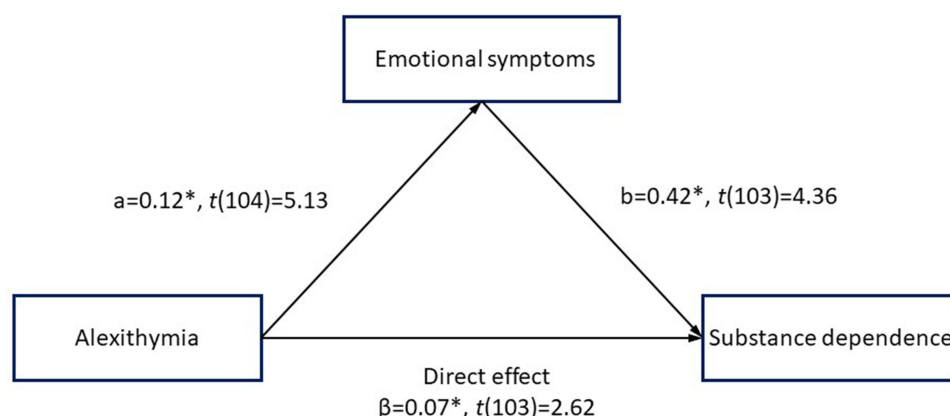 Emotional symptoms
a=0.12*, t(104)=5.13
b=0.42*, t(103)=4.36
Alexithymia
Substance dependence
Direct effect
β=0.07*, t(103)=2.62